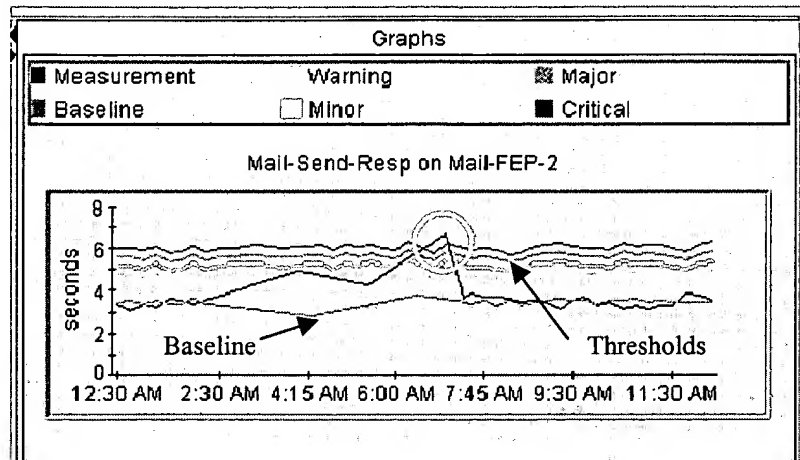 Graphs
Measurement Warning Major
Baseline Minor Critical
Mail-Send-Resp on Mail-FEP-2
8
6
4
2
0
seconds
Baseline
Thresholds
12:30 AM 2:30 AM 4:15 AM 6:00 AM 7:45 AM 9:30 AM 11:30 AM